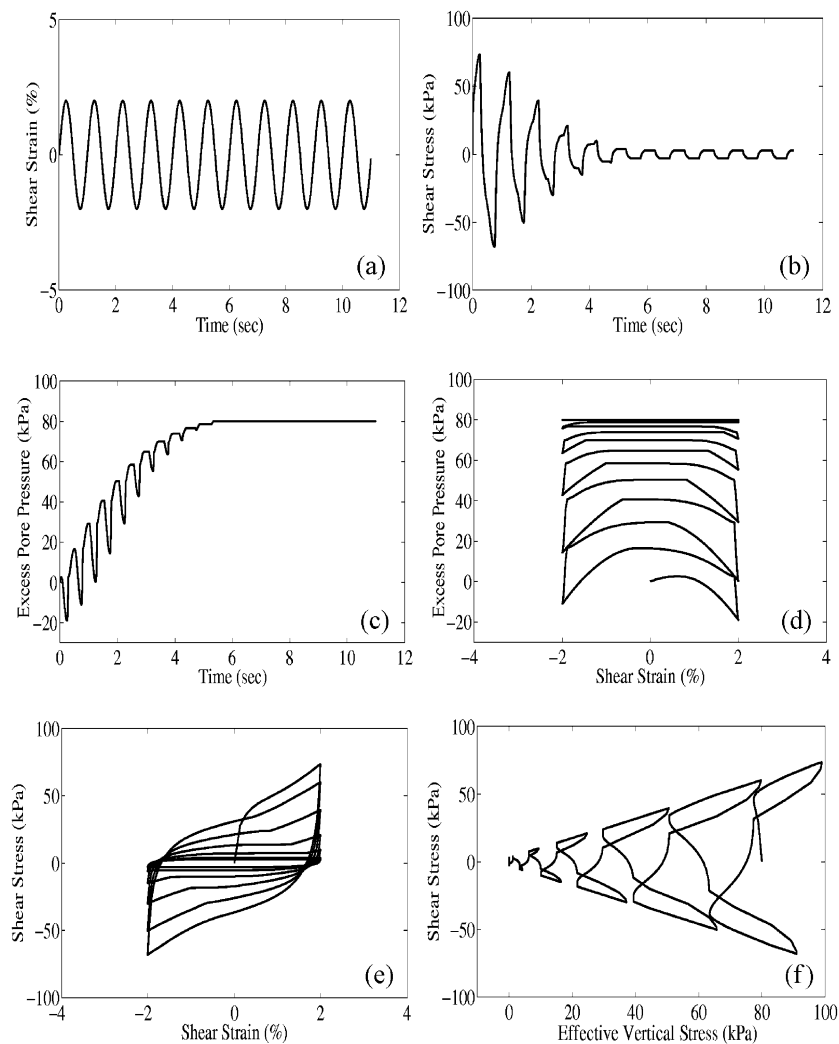 5
0
−5
Shear Strain (%)
0 2 4 6 8 10 12
Time (sec)
(a)
100
50
0
−50
−100
Shear Stress (kPa)
0 2 4 6 8 10 12
Time (sec)
(b)
100
80
60
40
20
0
−20
Excess Pore Pressure (kPa)
0 2 4 6 8 10 12
Time (sec)
(c)
100
80
60
40
20
0
−20
Excess Pore Pressure (kPa)
−4 −2 0 2 4
Shear Strain (%)
(d)
100
50
0
−50
−100
Shear Stress (kPa)
−4 −2 0 2 4
Shear Strain (%)
(e)
100
50
0
−50
−100
Shear Stress (kPa)
0 20 40 60 80 100
Effective Vertical Stress (kPa)
(f)